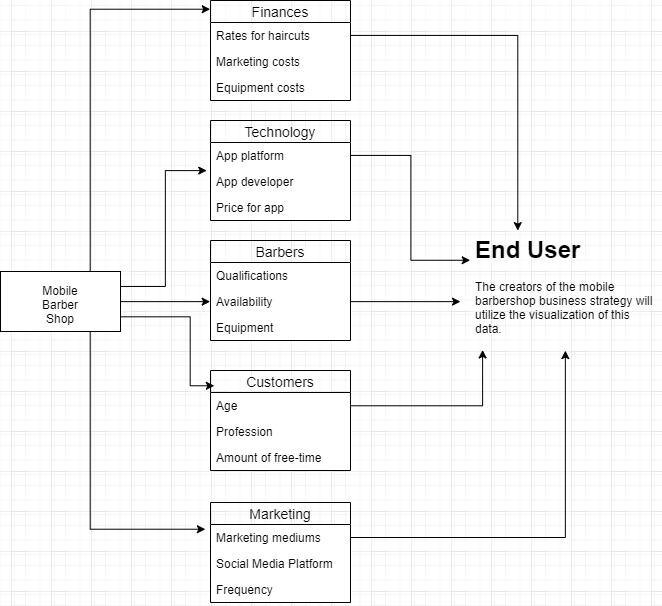 Finances
Rates for haircuts
Marketing costs
Equipment costs
Technology
App platform
App developer
Price for app
Barbers
Qualifications
Availability
Equipment
Mobile
Barber
Shop
Customers
Age
Profession
Amount of free-time
Marketing
Marketing mediums
Social Media Platform
Frequency
End User
The creators of the mobile
barbershop business strategy will
utilize the visualization of this
data.